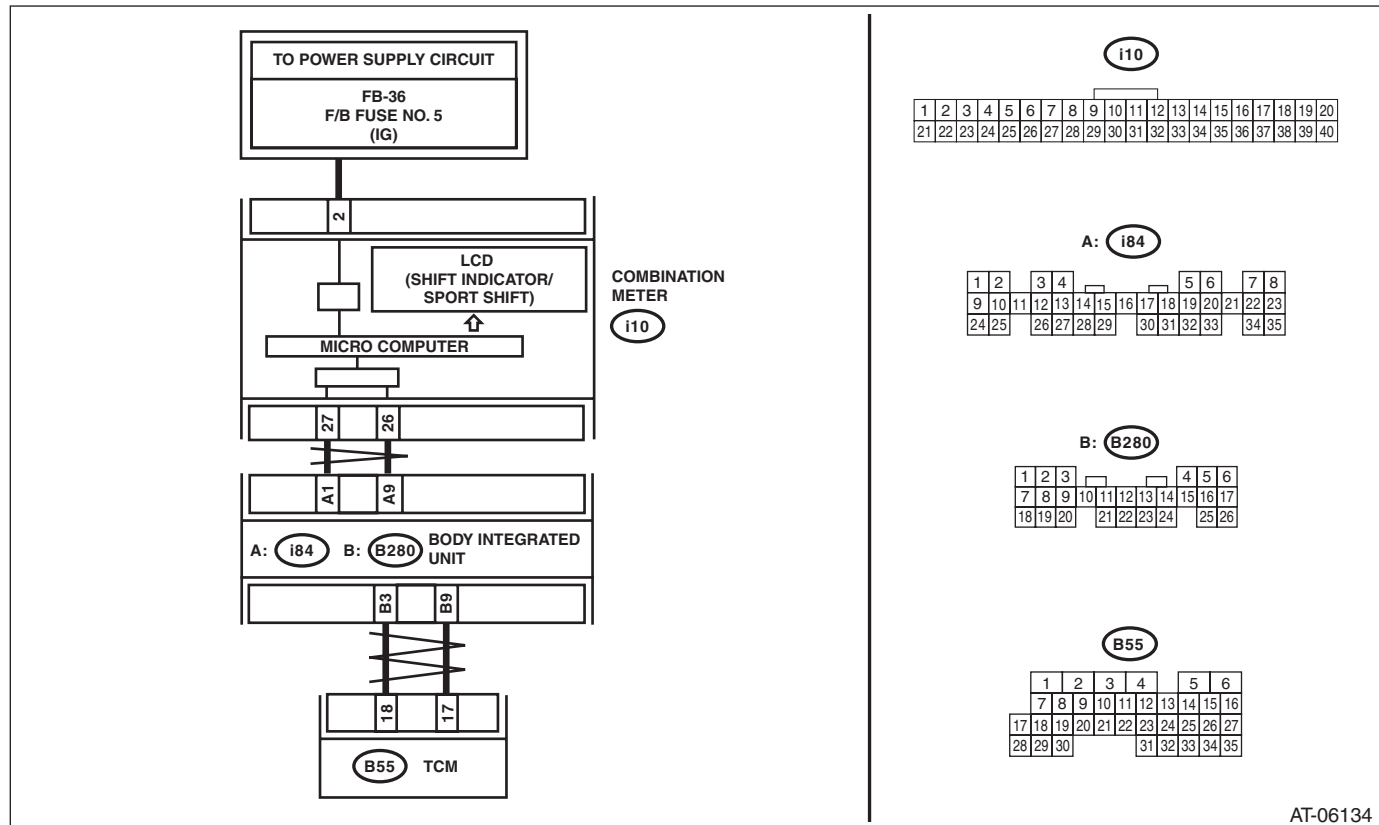 TO POWER SUPPLY CIRCUIT
FB-36
F/B FUSE NO. 5
(IG)
2
LCD
(SHIFT INDICATOR/
SPORT SHIFT)
MICRO COMPUTER
COMBINATION
METER
i10
27 26
A1 A9
A: i84 B: B280 BODY INTEGRATED
UNIT
B3 B9
18 17
B55 TCM
i10
1 2 3 4 5 6 7 8 9 10 11 12 13 14 15 16 17 18 19 20
21 22 23 24 25 26 27 28 29 30 31 32 33 34 35 36 37 38 39 40
A: i84
1 2 3 4 5 6 7 8
9 10 11 12 13 14 15 16 17 18 19 20 21 22 23
24 25 26 27 28 29 30 31 32 33 34 35
B: B280
1 2 3 4 5 6
7 8 9 10 11 12 13 14 15 16 17
18 19 20 21 22 23 24 25 26
B55
1 2 3 4 5 6
7 8 9 10 11 12 13 14 15 16
17 18 19 20 21 22 23 24 25 26 27
28 29 30 31 32 33 34 35
AT-06134